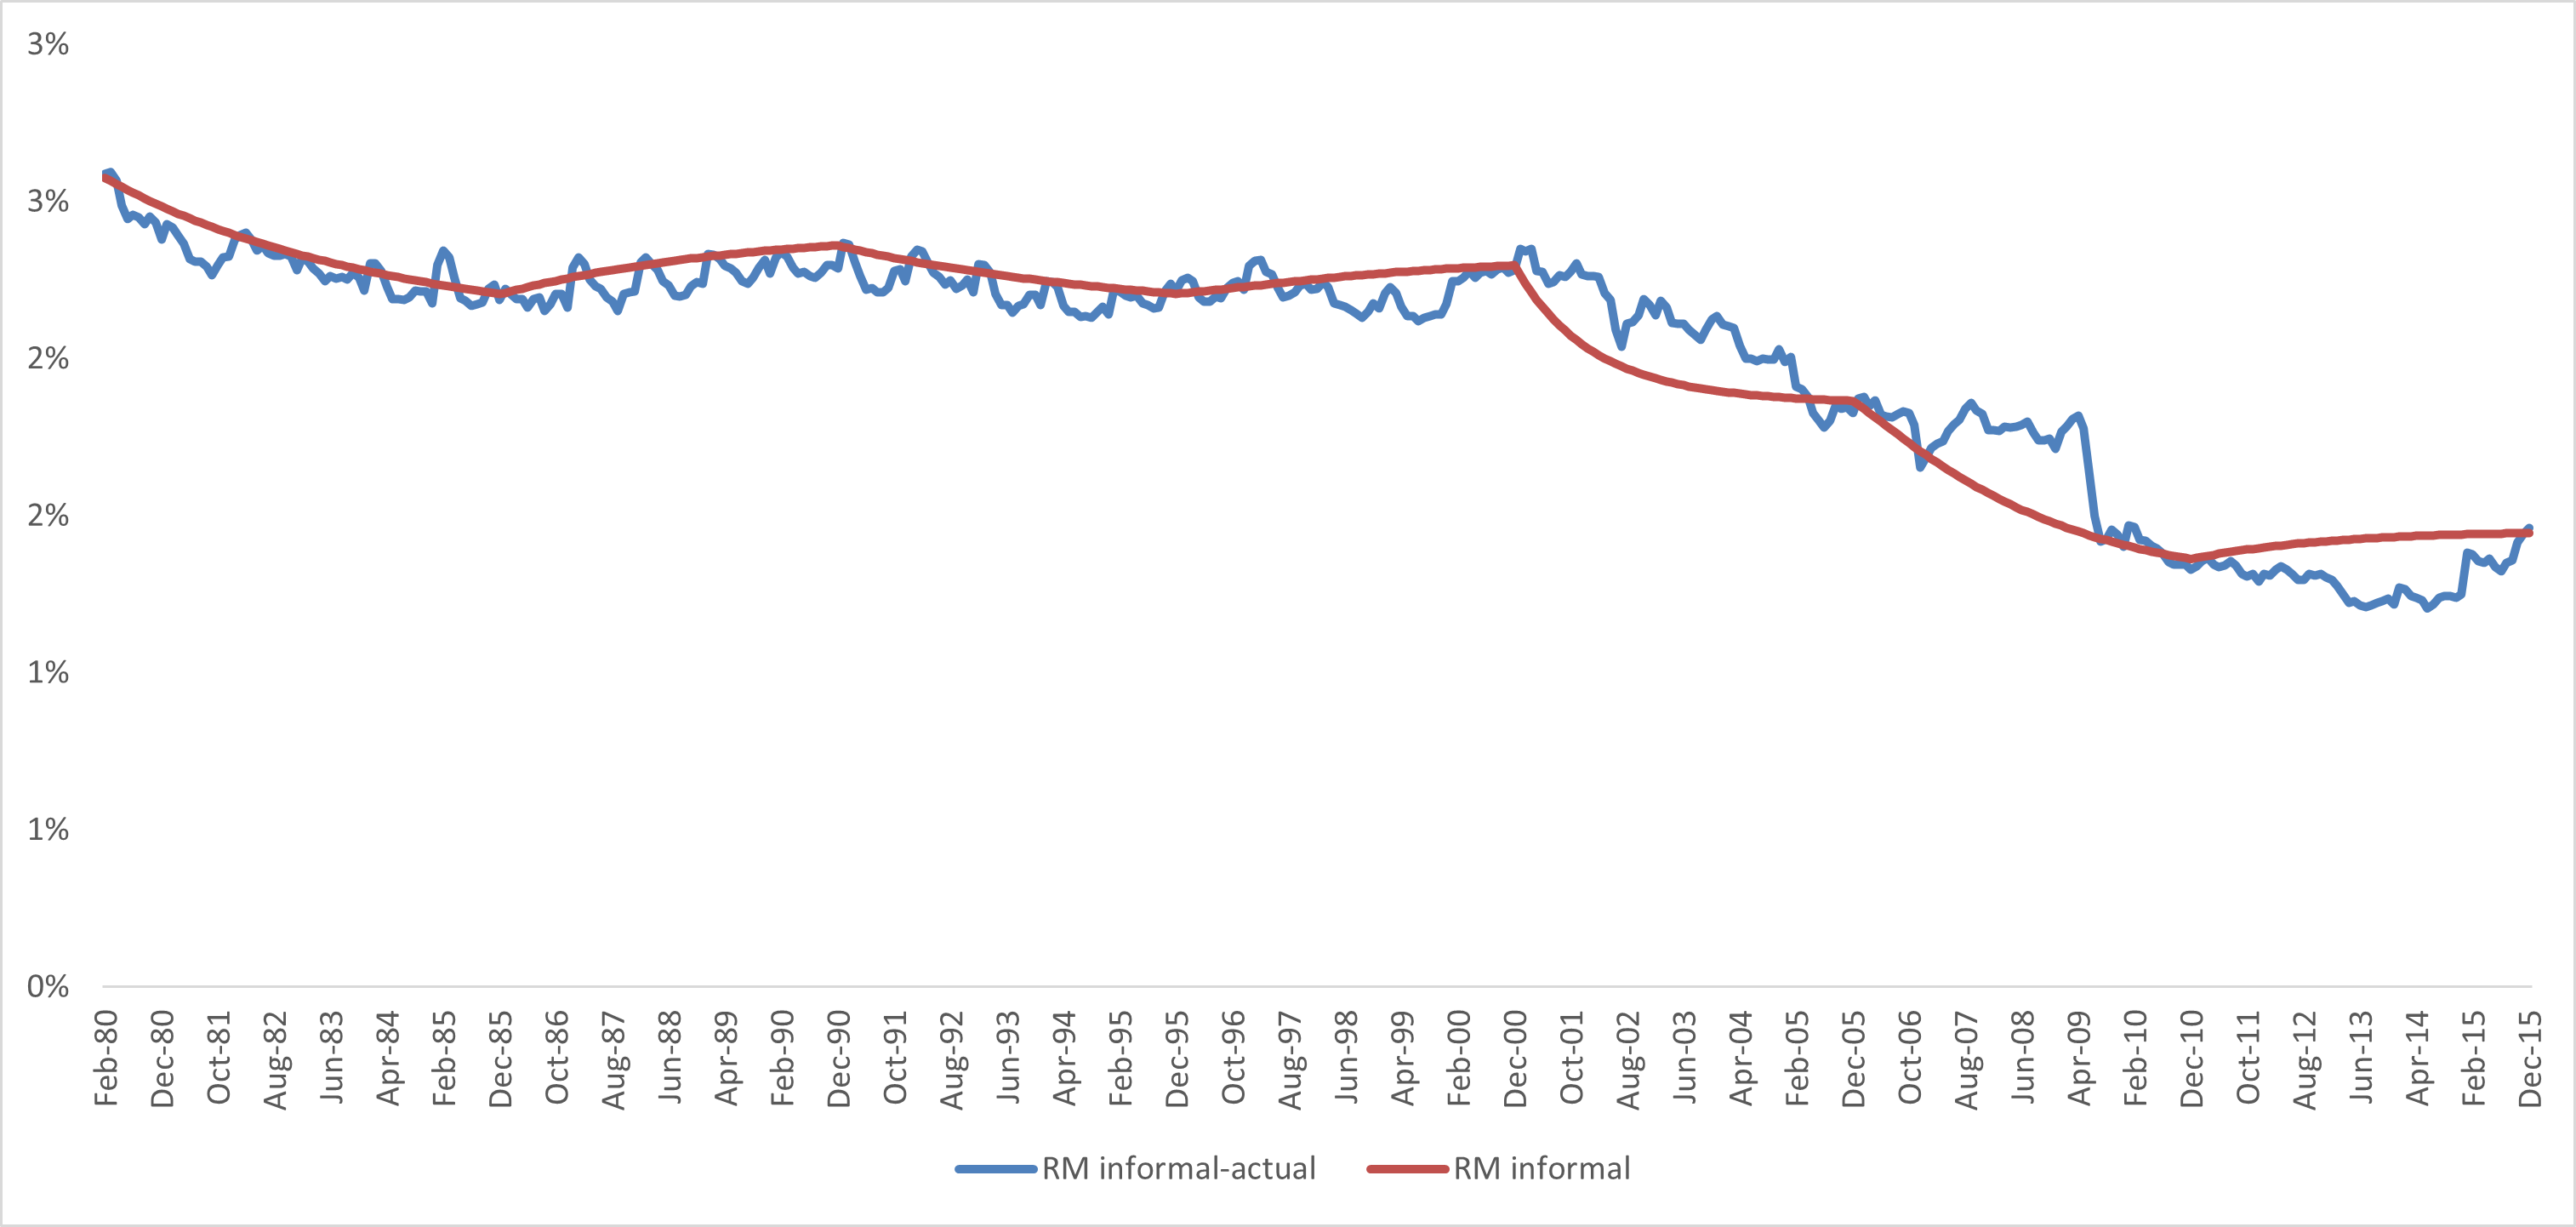 3%
3%
2%
2%
1%
1%
0%
Feb-80
Dec-80
Oct-81
Aug-82
Jun-83
Apr-84
Feb-85
Dec-85
Oct-86
Aug-87
Jun-88
Apr-89
Feb-90
Dec-90
Oct-91
Aug-92
Jun-93
Apr-94
Feb-95
Dec-95
Oct-96
Aug-97
Jun-98
Apr-99
Feb-00
Dec-00
Oct-01
Aug-02
Jun-03
Apr-04
Feb-05
Dec-05
Oct-06
Aug-07
Jun-08
Apr-09
Feb-10
Dec-10
Oct-11
Aug-12
Jun-13
Apr-14
Feb-15
Dec-15
RM informal-actual
RM informal